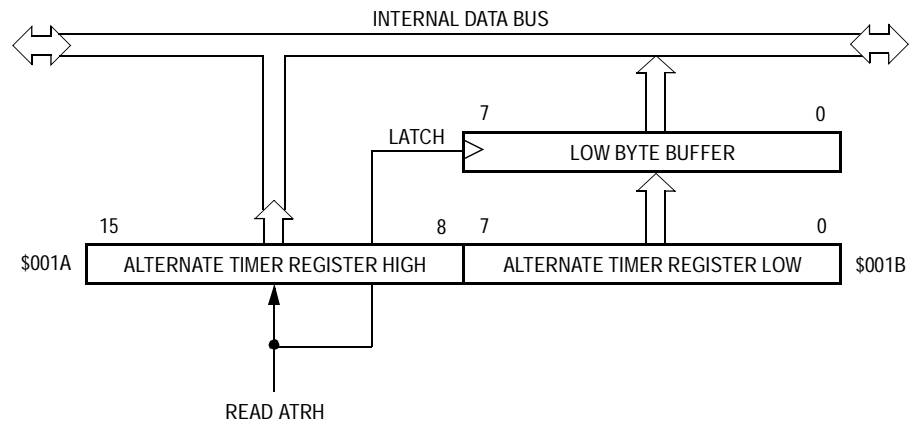 INTERNAL DATA BUS
7 0
LATCH
LOW BYTE BUFFER
15 8 7 0
$001A ALTERNATE TIMER REGISTER HIGH ALTERNATE TIMER REGISTER LOW $001B
READ ATRH